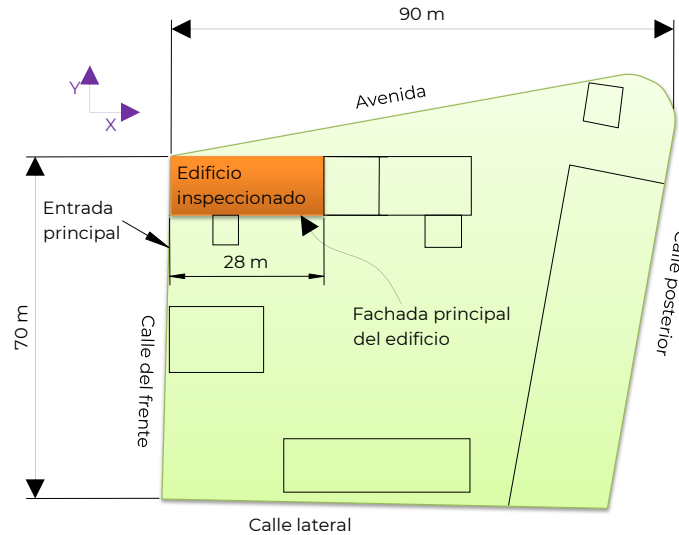 90 m
Y
X
Avenida
Edificio
inspeccionado
Entrada
principal
28 m
Calle posterior
70 m
Fachada principal
del edificio
Calle del frente
Calle lateral